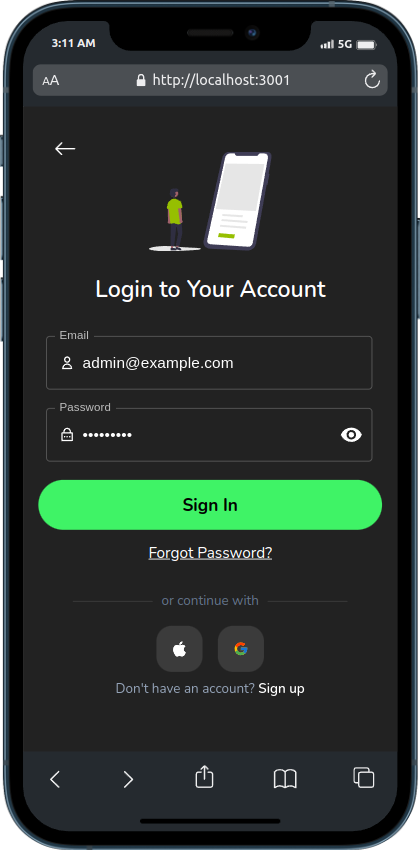 3:11 AM
5G
AA
http://localhost:3001
Login to Your Account
Email
admin@example.com
Password
•••••••••
Sign In
Forgot Password?
or continue with
Don't have an account? Sign up